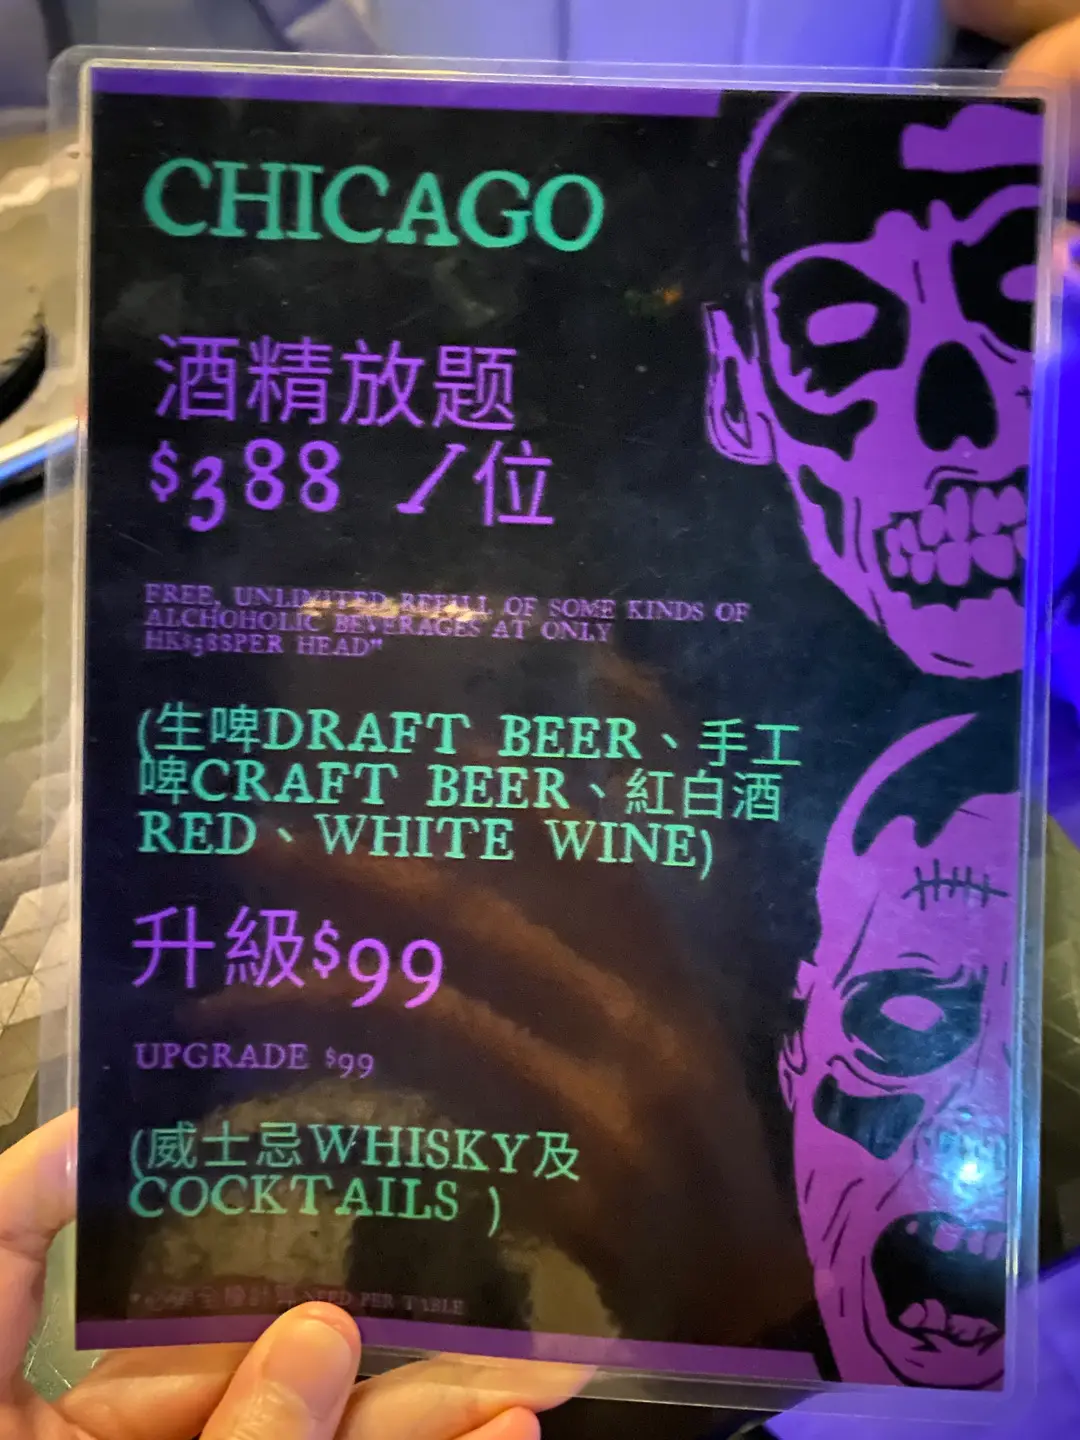 CHICAGO
酒精放题
$388 /位
FREE, UNLIMITED REFILL OF SOME KINDS OF
ALCHOHOLIC BEVERAGES AT ONLY
HK$388PER HEAD"
(生啤DRAFT BEER、手工
啤CRAFT BEER、紅白酒
RED、WHITE WINE)
升級$99
UPGRADE $99
(威士忌WHISKY及
COCKTAILS )
NEED PER TABLE